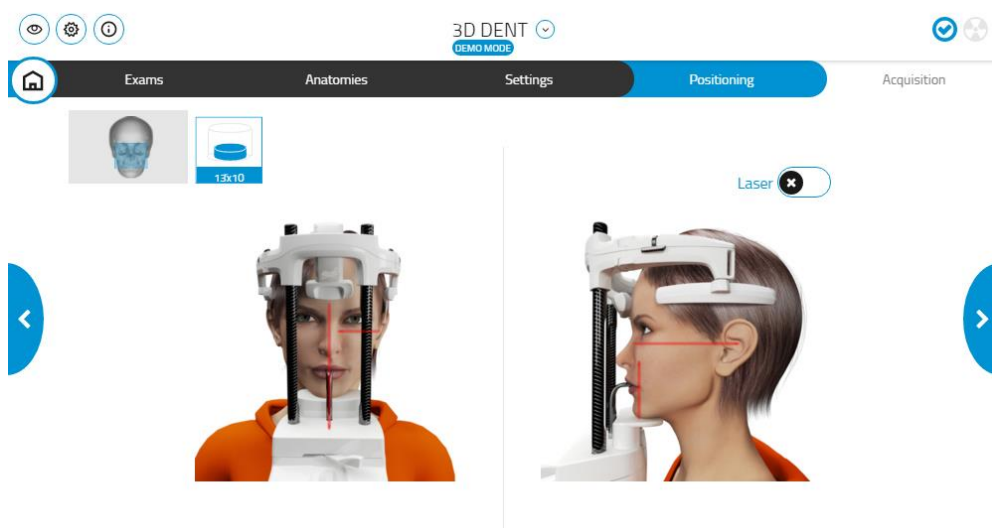 3D DENT
DEMO MODE
Exams
Anatomies
Settings
Positioning
Acquisition
13x10
Laser